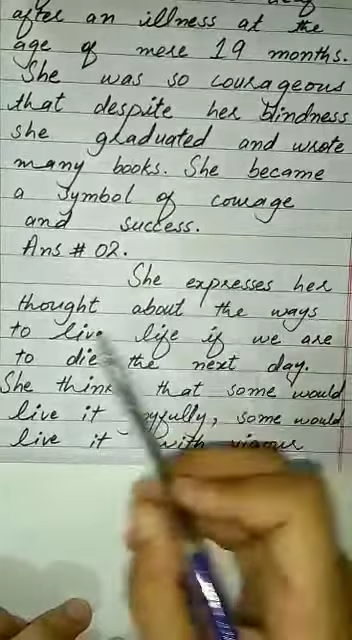 after an illness at the
age of mere 19 months.
She was so courageous
that despite her blindness
she graduated and wrote
many books. She became
a symbol of courage
and success.
Ans # 02.
She expresses her
thought about the ways
to live life if we are
to die the next day.
She think that some would
live it joyfully, some would
live it with